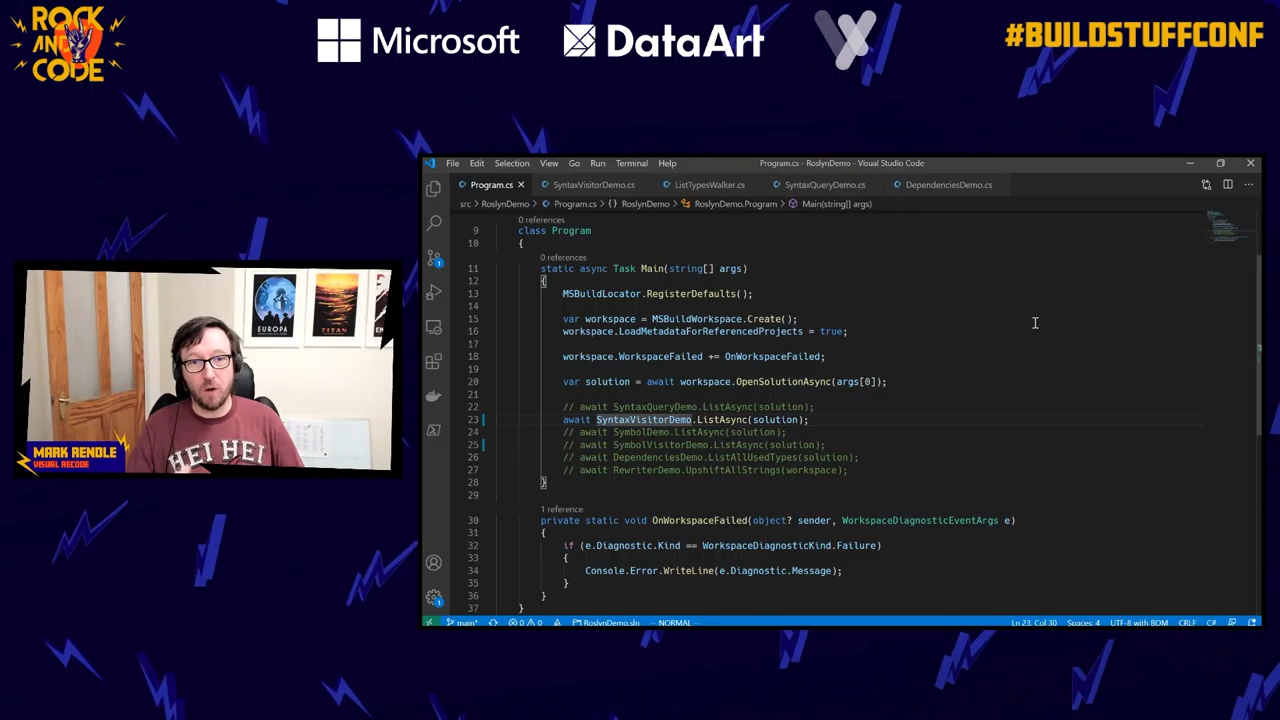 ROCK
AND
CODE
Microsoft
DataArt
#BUILDSTUFFCONF
File Edit Selection View Go Run Terminal Help
Program.cs - RoslynDemo - Visual Studio Code
Program.cs SyntaxVisitorDemo.cs ListTypesWalker.cs SyntaxQueryDemo.cs DependenciesDemo.cs
src > RoslynDemo > Program.cs > {} RoslynDemo > RoslynDemo.Program > Main(string[] args)
0 references
9 class Program
10 {
0 references
11 static async Task Main(string[] args)
12 {
13 MSBuildLocator.RegisterDefaults();
14
15 var workspace = MSBuildWorkspace.Create();
16 workspace.LoadMetadataForReferencedProjects = true;
17
18 workspace.WorkspaceFailed += OnWorkspaceFailed;
19
20 var solution = await workspace.OpenSolutionAsync(args[0]);
21
22 // await SyntaxQueryDemo.ListAsync(solution);
23 await SyntaxVisitorDemo.ListAsync(solution);
24 // await SymbolDemo.ListAsync(solution);
25 // await SymbolVisitorDemo.ListAsync(solution);
26 // await DependenciesDemo.ListAllUsedTypes(solution);
27 // await RewriterDemo.UpshiftAllStrings(workspace);
28 }
29
1 reference
30 private static void OnWorkspaceFailed(object? sender, WorkspaceDiagnosticEventArgs e)
31 {
32 if (e.Diagnostic.Kind == WorkspaceDiagnosticKind.Failure)
33 {
34 Console.Error.WriteLine(e.Diagnostic.Message);
35 }
36 }
37 }
main* 0 0 RoslynDemo.sln -- NORMAL -- Ln 23, Col 30 Spaces: 4 UTF-8 with BOM CRLF C#
EUROPA
TITAN
HEI HEI
MARK RENDLE
VISUAL RECODE